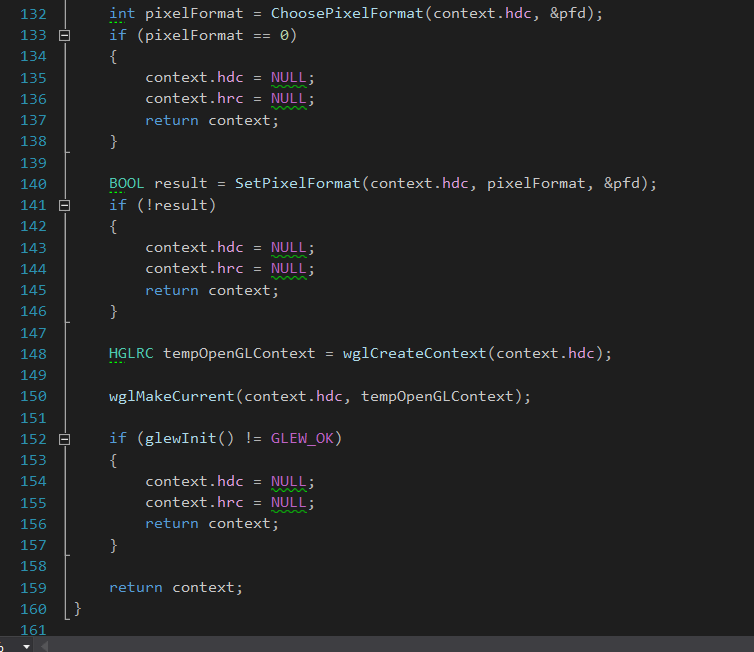 132 int pixelFormat = ChoosePixelFormat(context.hdc, &pfd);
133 if (pixelFormat == 0)
134 {
135 context.hdc = NULL;
136 context.hrc = NULL;
137 return context;
138 }
139
140 BOOL result = SetPixelFormat(context.hdc, pixelFormat, &pfd);
141 if (!result)
142 {
143 context.hdc = NULL;
144 context.hrc = NULL;
145 return context;
146 }
147
148 HGLRC tempOpenGLContext = wglCreateContext(context.hdc);
149
150 wglMakeCurrent(context.hdc, tempOpenGLContext);
151
152 if (glewInit() != GLEW_OK)
153 {
154 context.hdc = NULL;
155 context.hrc = NULL;
156 return context;
157 }
158
159 return context;
160 }
161